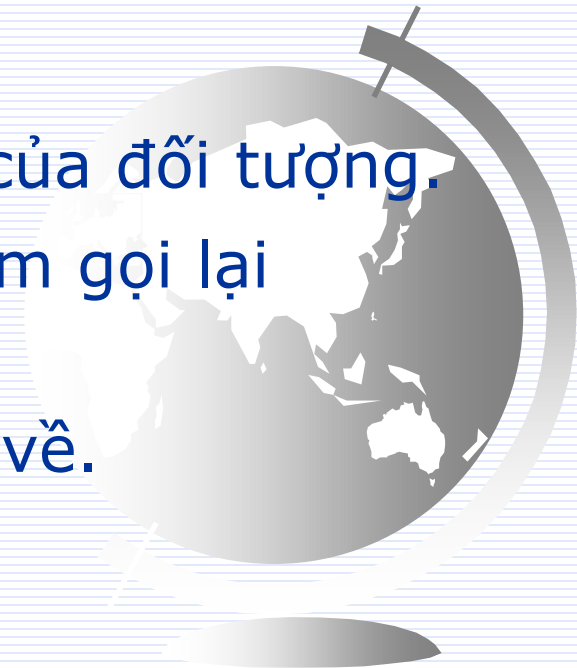 của đối tượng.
m gọi lại
về.